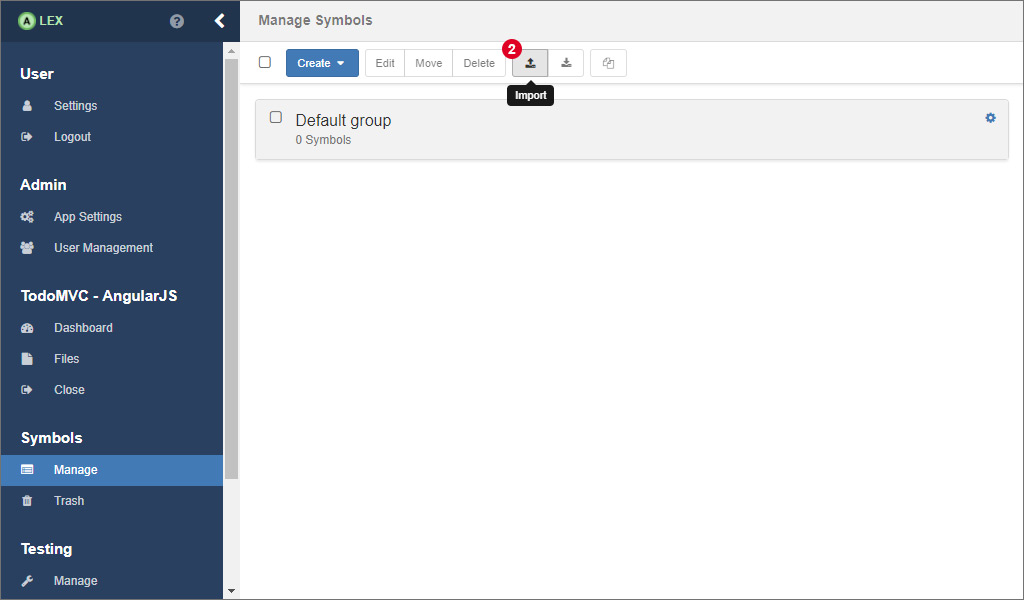 A LEX
?
Manage Symbols
User
Settings
Logout
Admin
App Settings
User Management
TodoMVC - AngularJS
Dashboard
Files
Close
Symbols
Manage
Trash
Testing
Manage
Create
Edit
Move
Delete
2
Import
Default group
0 Symbols